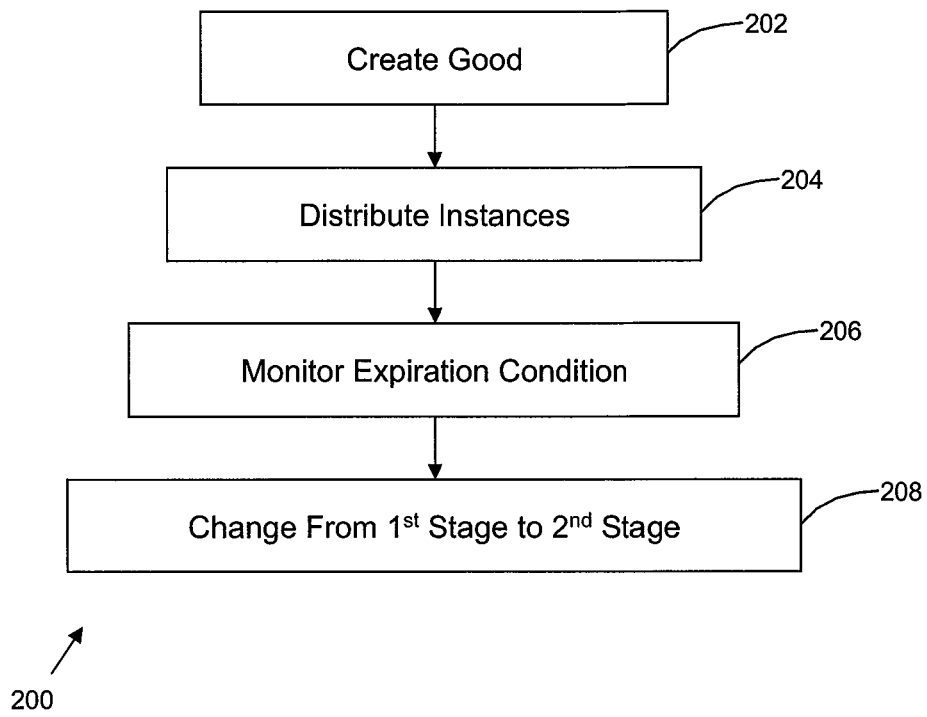 202
Create Good
204
Distribute Instances
206
Monitor Expiration Condition
208
Change From 1st Stage to 2nd Stage
200